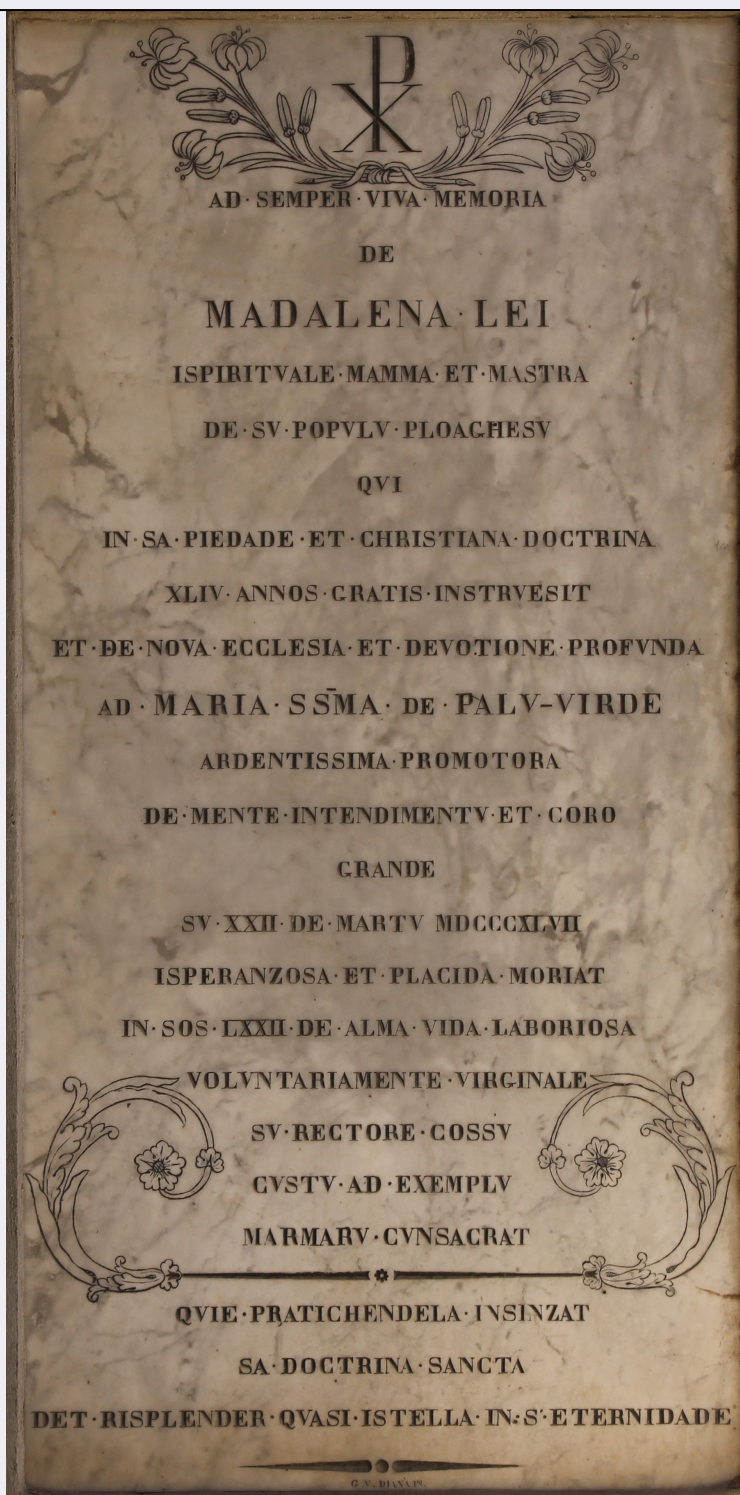 AD · SEMPER · VIVA · MEMORIA
DE
MADALENA · LEI
ISPIRITVALE · MAMMA · ET · MASTRA
DE · SV · POPVLV · PLOAGHESV
QVI
IN · SA · PIEDADE · ET · CHRISTIANA · DOCTRINA
XLIV · ANNOS · GRATIS · INSTRVESIT
ET · DE · NOVA · ECCLESIA · ET · DEVOTIONE · PROFVNDA
AD · MARIA · SS̄MA · DE · PALV-VIRDE
ARDENTISSIMA · PROMOTORA
DE · MENTE · INTENDIMENTV · ET · CORO
GRANDE
SV · XXII · DE · MARTV MDCCCXLVII
ISPERANZOSA · ET · PLACIDA · MORIAT
IN · SOS · LXXII · DE · ALMA · VIDA · LABORIOSA
VOLVNTARIAMENTE · VIRGINALE
SV · RECTORE · COSSV
CVSTV · AD · EXEMPLV
MARMARV · CVNSACRAT
QVIE · PRATICHENDELA · INSINZAT
SA · DOCTRINA · SANCTA
DET · RISPLENDER · QVASI · ISTELLA · IN · S' · ETERNIDADE